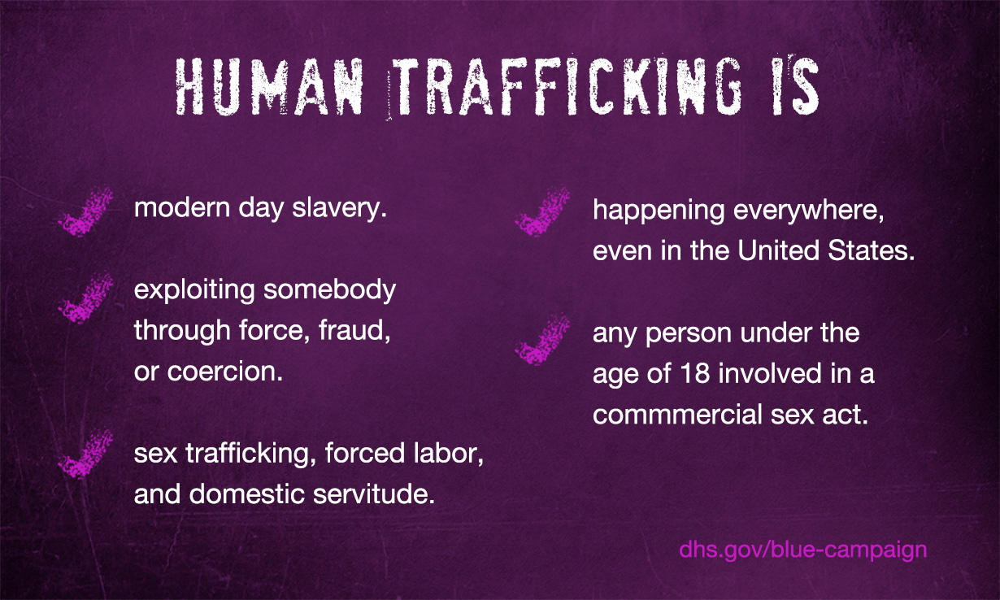 HUMAN TRAFFICKING IS
modern day slavery.
exploiting somebody
through force, fraud,
or coercion.
sex trafficking, forced labor,
and domestic servitude.
happening everywhere,
even in the United States.
any person under the
age of 18 involved in a
commmercial sex act.
dhs.gov/blue-campaign